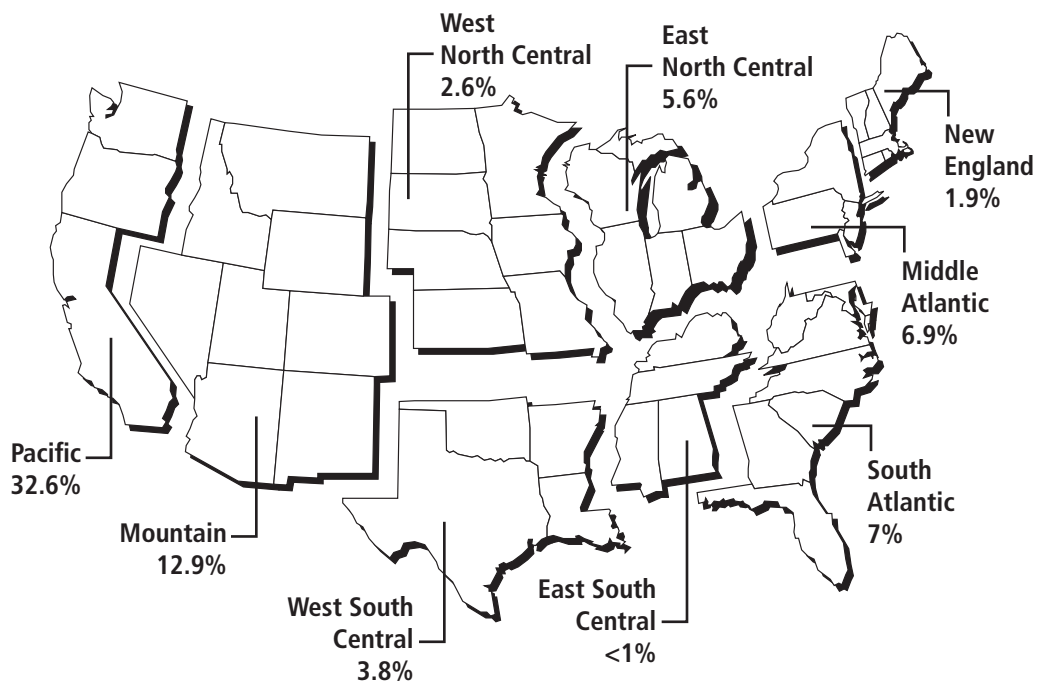 West
North Central
2.6%
East
North Central
5.6%
New
England
1.9%
Middle
Atlantic
6.9%
Pacific
32.6%
South
Atlantic
7%
Mountain
12.9%
West South
Central
3.8%
East South
Central
<1%